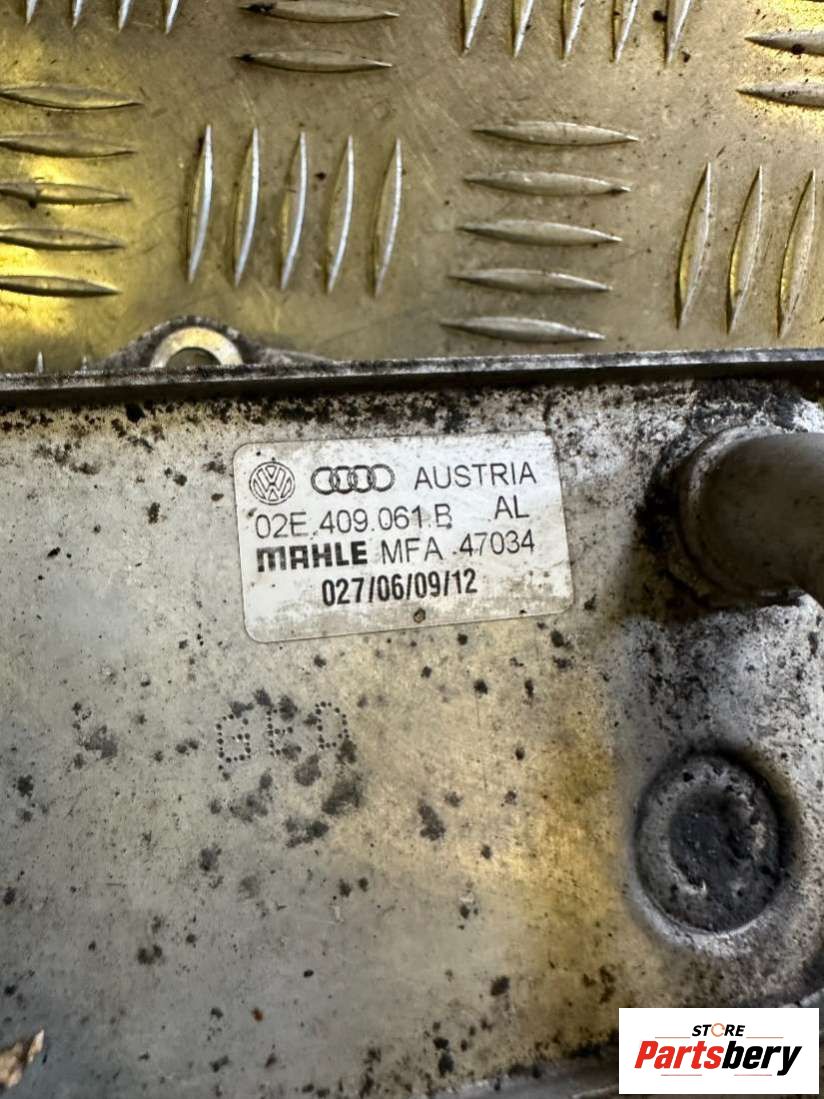 AUSTRIA
02E.409.061.B AL
MAHLE MFA 47034
027/06/09/12
STORE
Partsbery